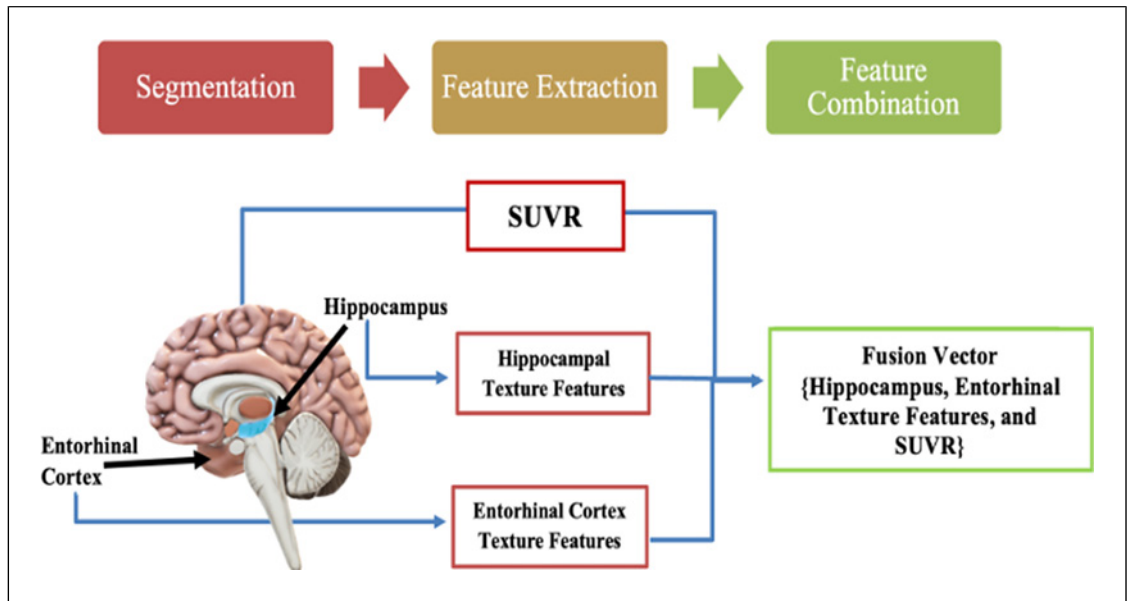 Segmentation
Feature Extraction
Feature
Combination
SUVR
Hippocampus
Hippocampal
Texture Features
Fusion Vector
{Hippocampus, Entorhinal
Texture Features, and
SUVR}
Entorhinal
Cortex
Entorhinal Cortex
Texture Features